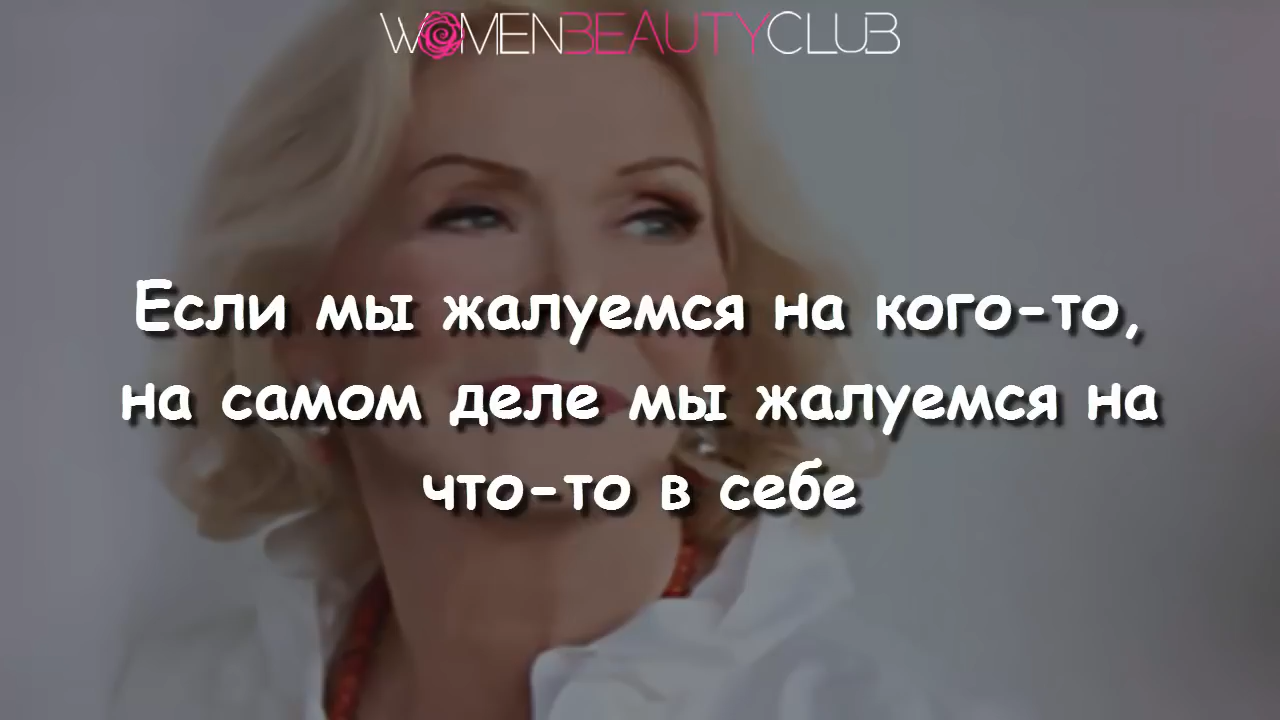 WOMENBEAUTYCLUB
Если мы жалуемся на кого-то,
на самом деле мы жалуемся на
что-то в себе